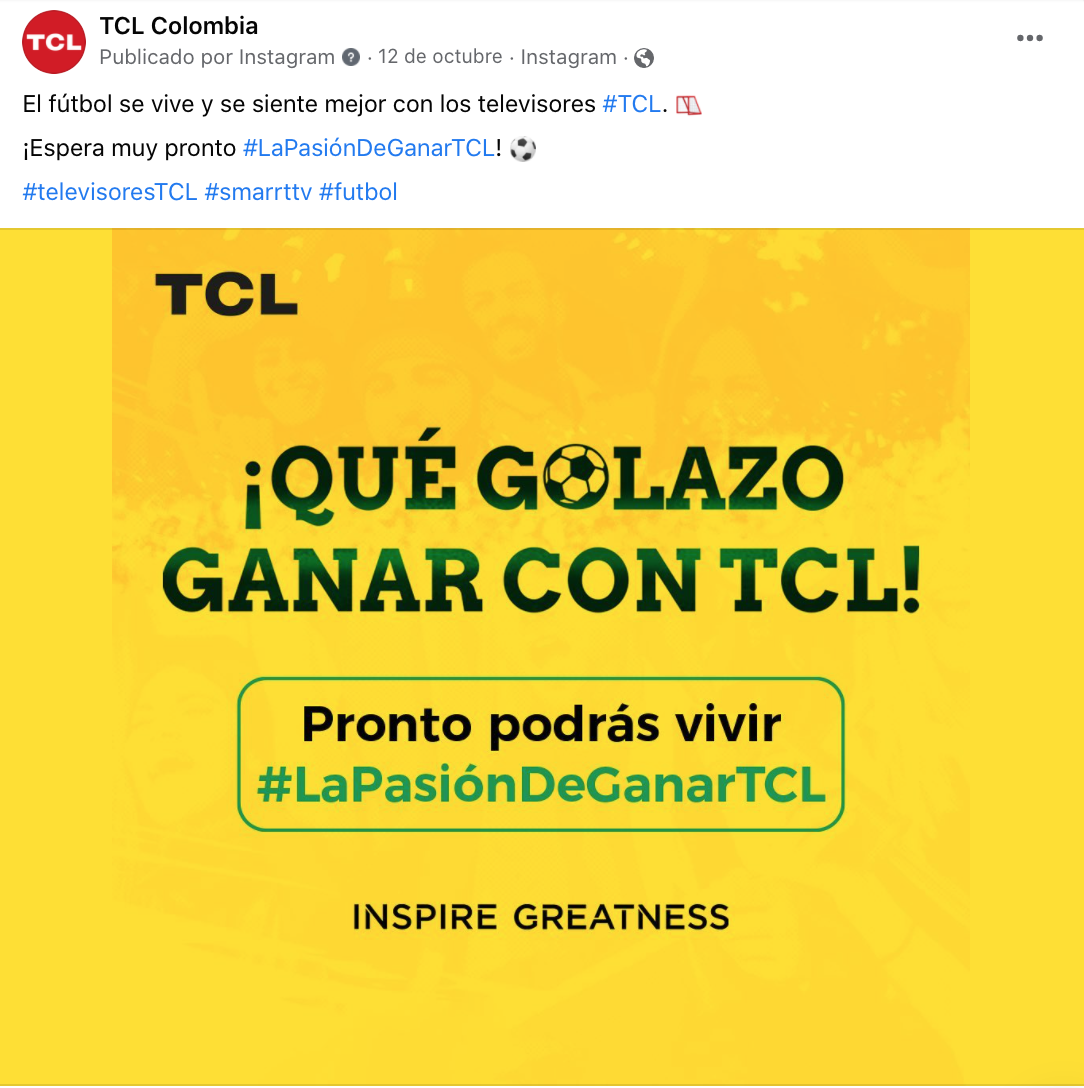 TCL
TCL Colombia
Publicado por Instagram ? · 12 de octubre · Instagram ·
El fútbol se vive y se siente mejor con los televisores #TCL.
¡Espera muy pronto #LaPasiónDeGanarTCL! ⚽
#televisoresTCL #smarrttv #futbol
TCL
¡QUÉ GOLAZO
GANAR CON TCL!
Pronto podrás vivir
#LaPasiónDeGanarTCL
INSPIRE GREATNESS